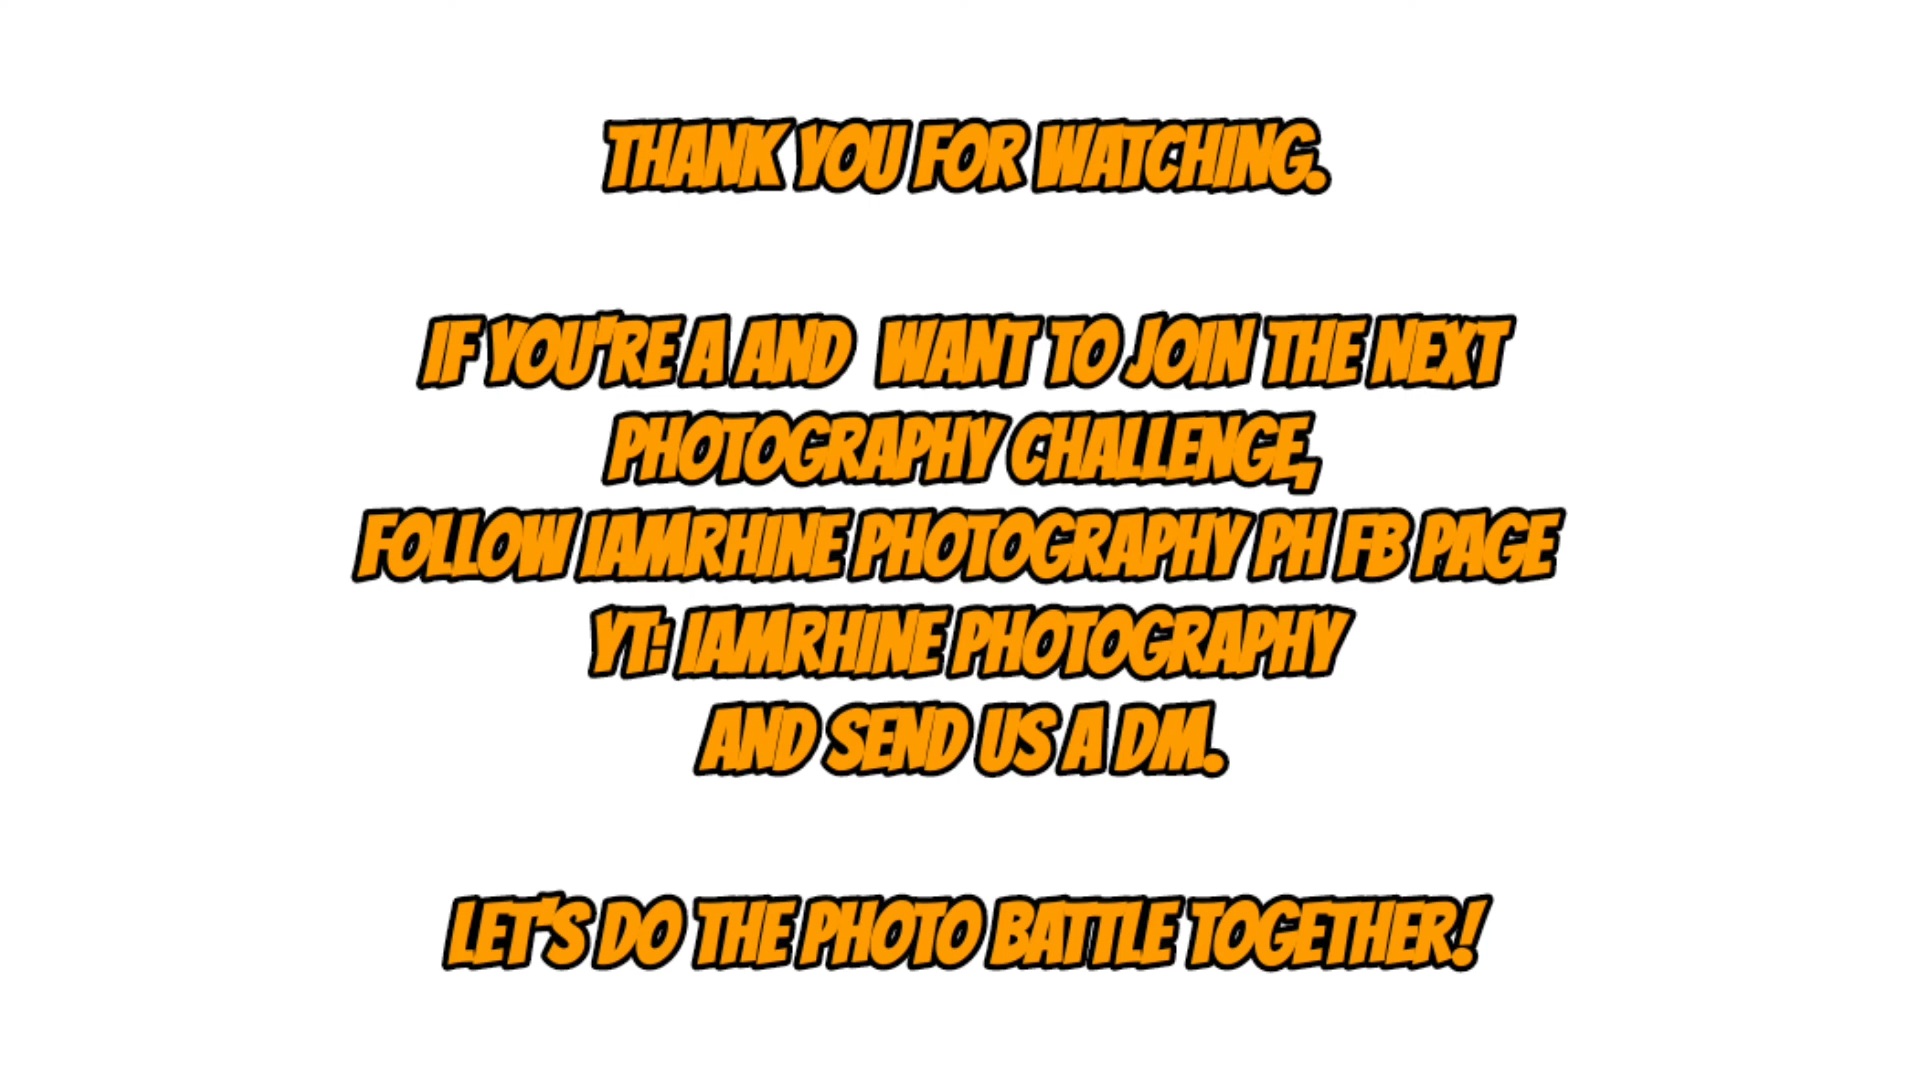 THANK YOU FOR WATCHING.
IF YOU'RE A AND WANT TO JOIN THE NEXT
PHOTOGRAPHY CHALLENGE,
FOLLOW IAMRHINE PHOTOGRAPHY PH FB PAGE
YT: IAMRHINE PHOTOGRAPHY
AND SEND US A DM.
LET'S DO THE PHOTO BATTLE TOGETHER!